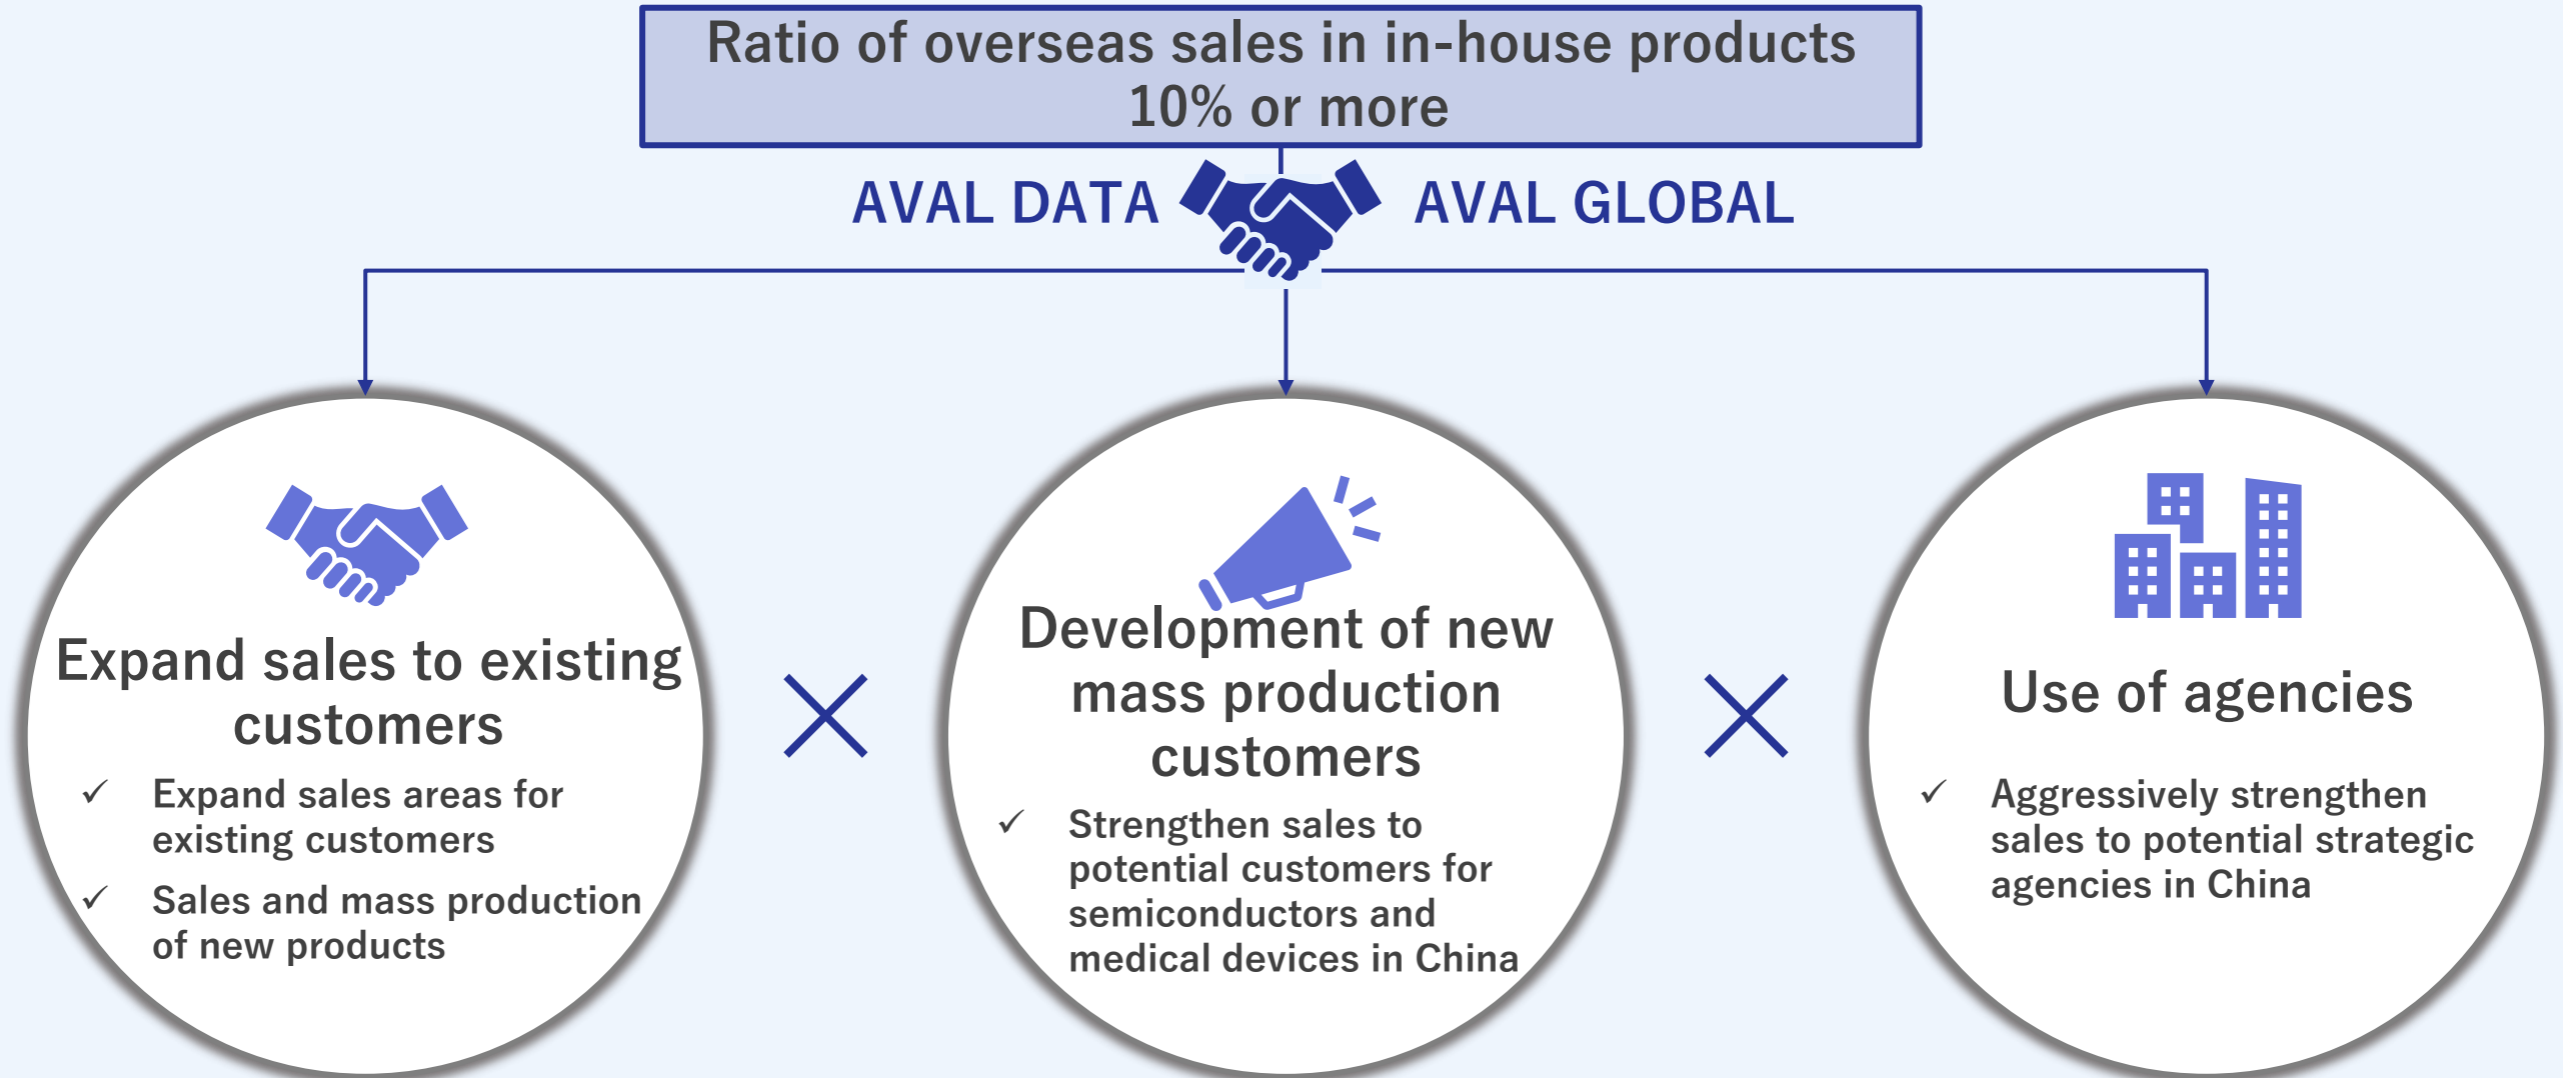 Ratio of overseas sales in in-house products
10% or more
AVAL DATA
AVAL GLOBAL
Expand sales to existing
customers
✓ Expand sales areas for
existing customers
✓ Sales and mass production
of new products
Development of new
mass production
customers
✓ Strengthen sales to
potential customers for
semiconductors and
medical devices in China
Use of agencies
✓ Aggressively strengthen
sales to potential strategic
agencies in China